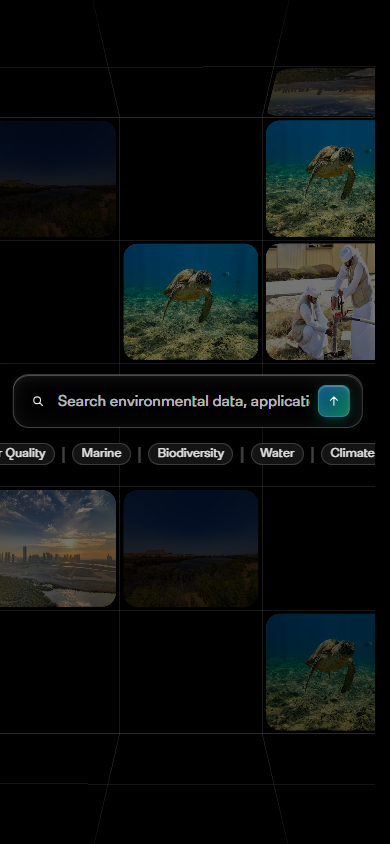 Search environmental data, applicati
r Quality | Marine | Biodiversity | Water | Climate